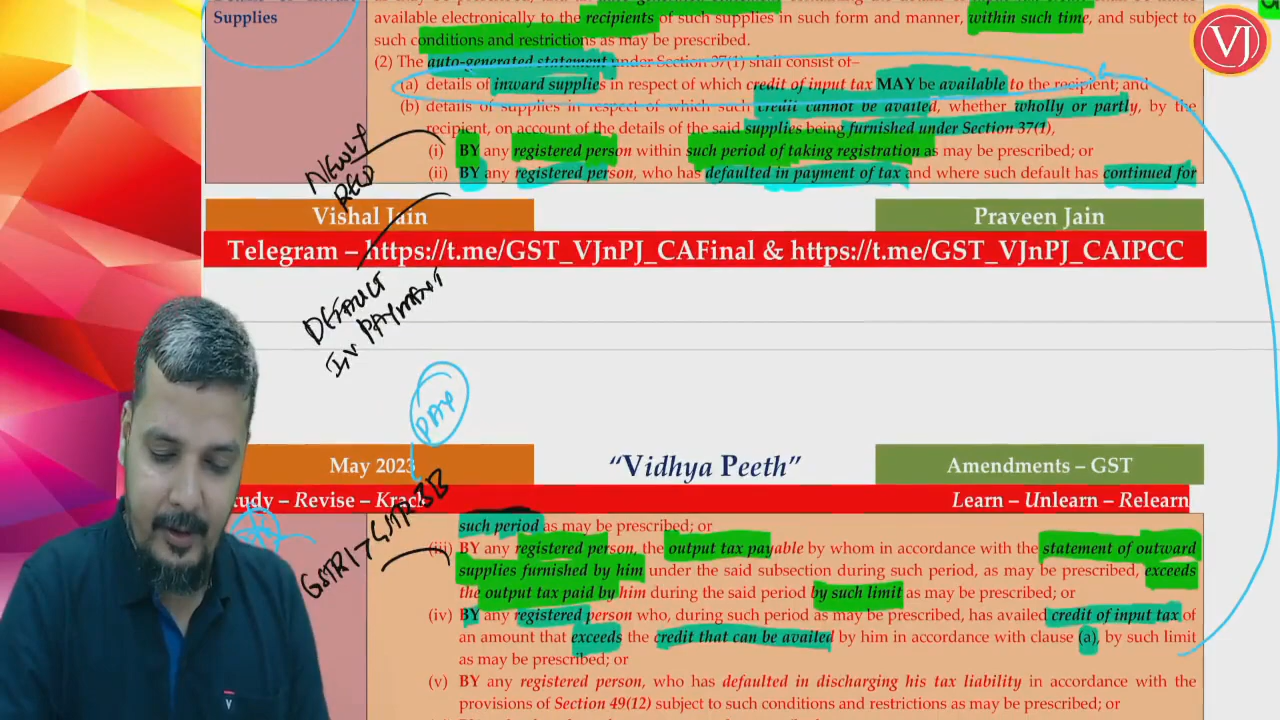 Supplies
available electronically to the recipients of such supplies in such form and manner, within such time, and subject to
such conditions and restrictions as may be prescribed.
(2) The auto-generated statement under Section 37(1) shall consist of–
(a) details of inward supplies in respect of which credit of input tax MAY be available to the recipient; and
(b) details of supplies in respect of which such credit cannot be availed, whether wholly or partly, by the
recipient, on account of the details of the said supplies being furnished under Section 37(1),
(i) BY any registered person within such period of taking registration as may be prescribed; or
(ii) BY any registered person, who has defaulted in payment of tax and where such default has continued for
VJ
NEWLY
REGD
Vishal Jain
Praveen Jain
Telegram – https://t.me/GST_VJnPJ_CAFinal & https://t.me/GST_VJnPJ_CAIPCC
DEFAULT
IN PAYMENT
PAY
May 2023
“Vidhya Peeth”
Amendments – GST
Study – Revise – Krack
Learn – Unlearn – Relearn
GSTR1 > GSTR3B
such period as may be prescribed; or
(iii) BY any registered person, the output tax payable by whom in accordance with the statement of outward
supplies furnished by him under the said subsection during such period, as may be prescribed, exceeds
the output tax paid by him during the said period by such limit as may be prescribed; or
(iv) BY any registered person who, during such period as may be prescribed, has availed credit of input tax of
an amount that exceeds the credit that can be availed by him in accordance with clause (a), by such limit
as may be prescribed; or
(v) BY any registered person, who has defaulted in discharging his tax liability in accordance with the
provisions of Section 49(12) subject to such conditions and restrictions as may be prescribed; or